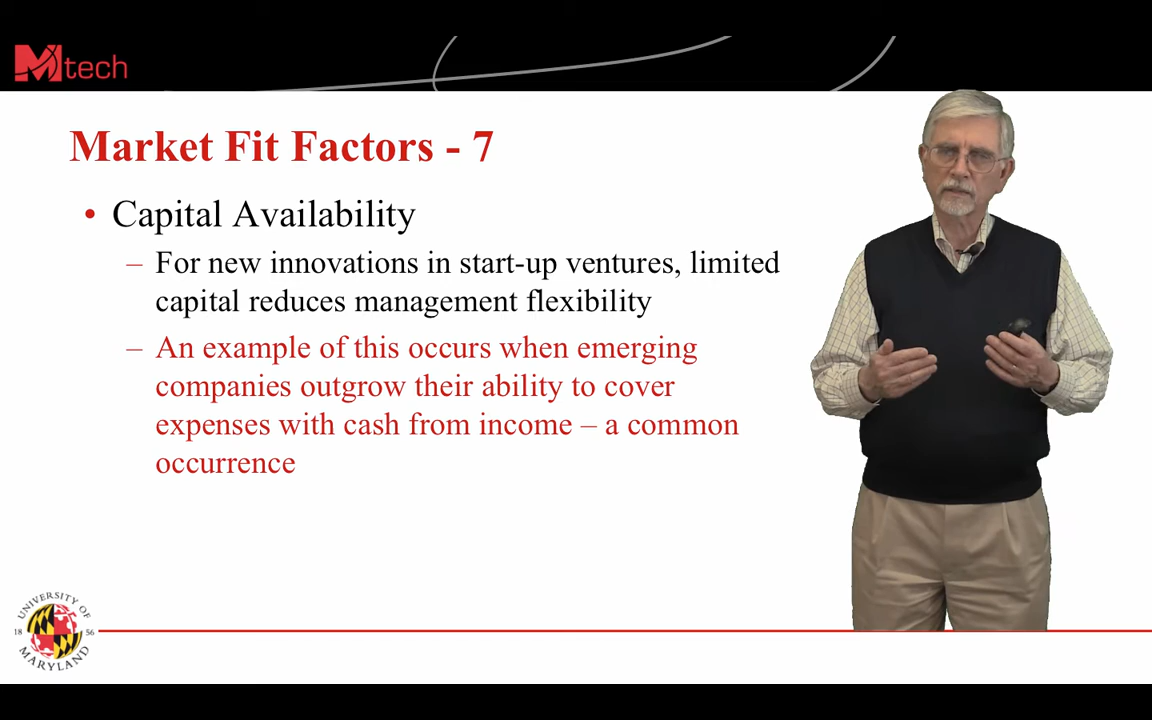 M tech
Market Fit Factors - 7
• Capital Availability
– For new innovations in start-up ventures, limited
capital reduces management flexibility
– An example of this occurs when emerging
companies outgrow their ability to cover
expenses with cash from income – a common
occurrence
UNIVERSITY OF
18 56
MARYLAND